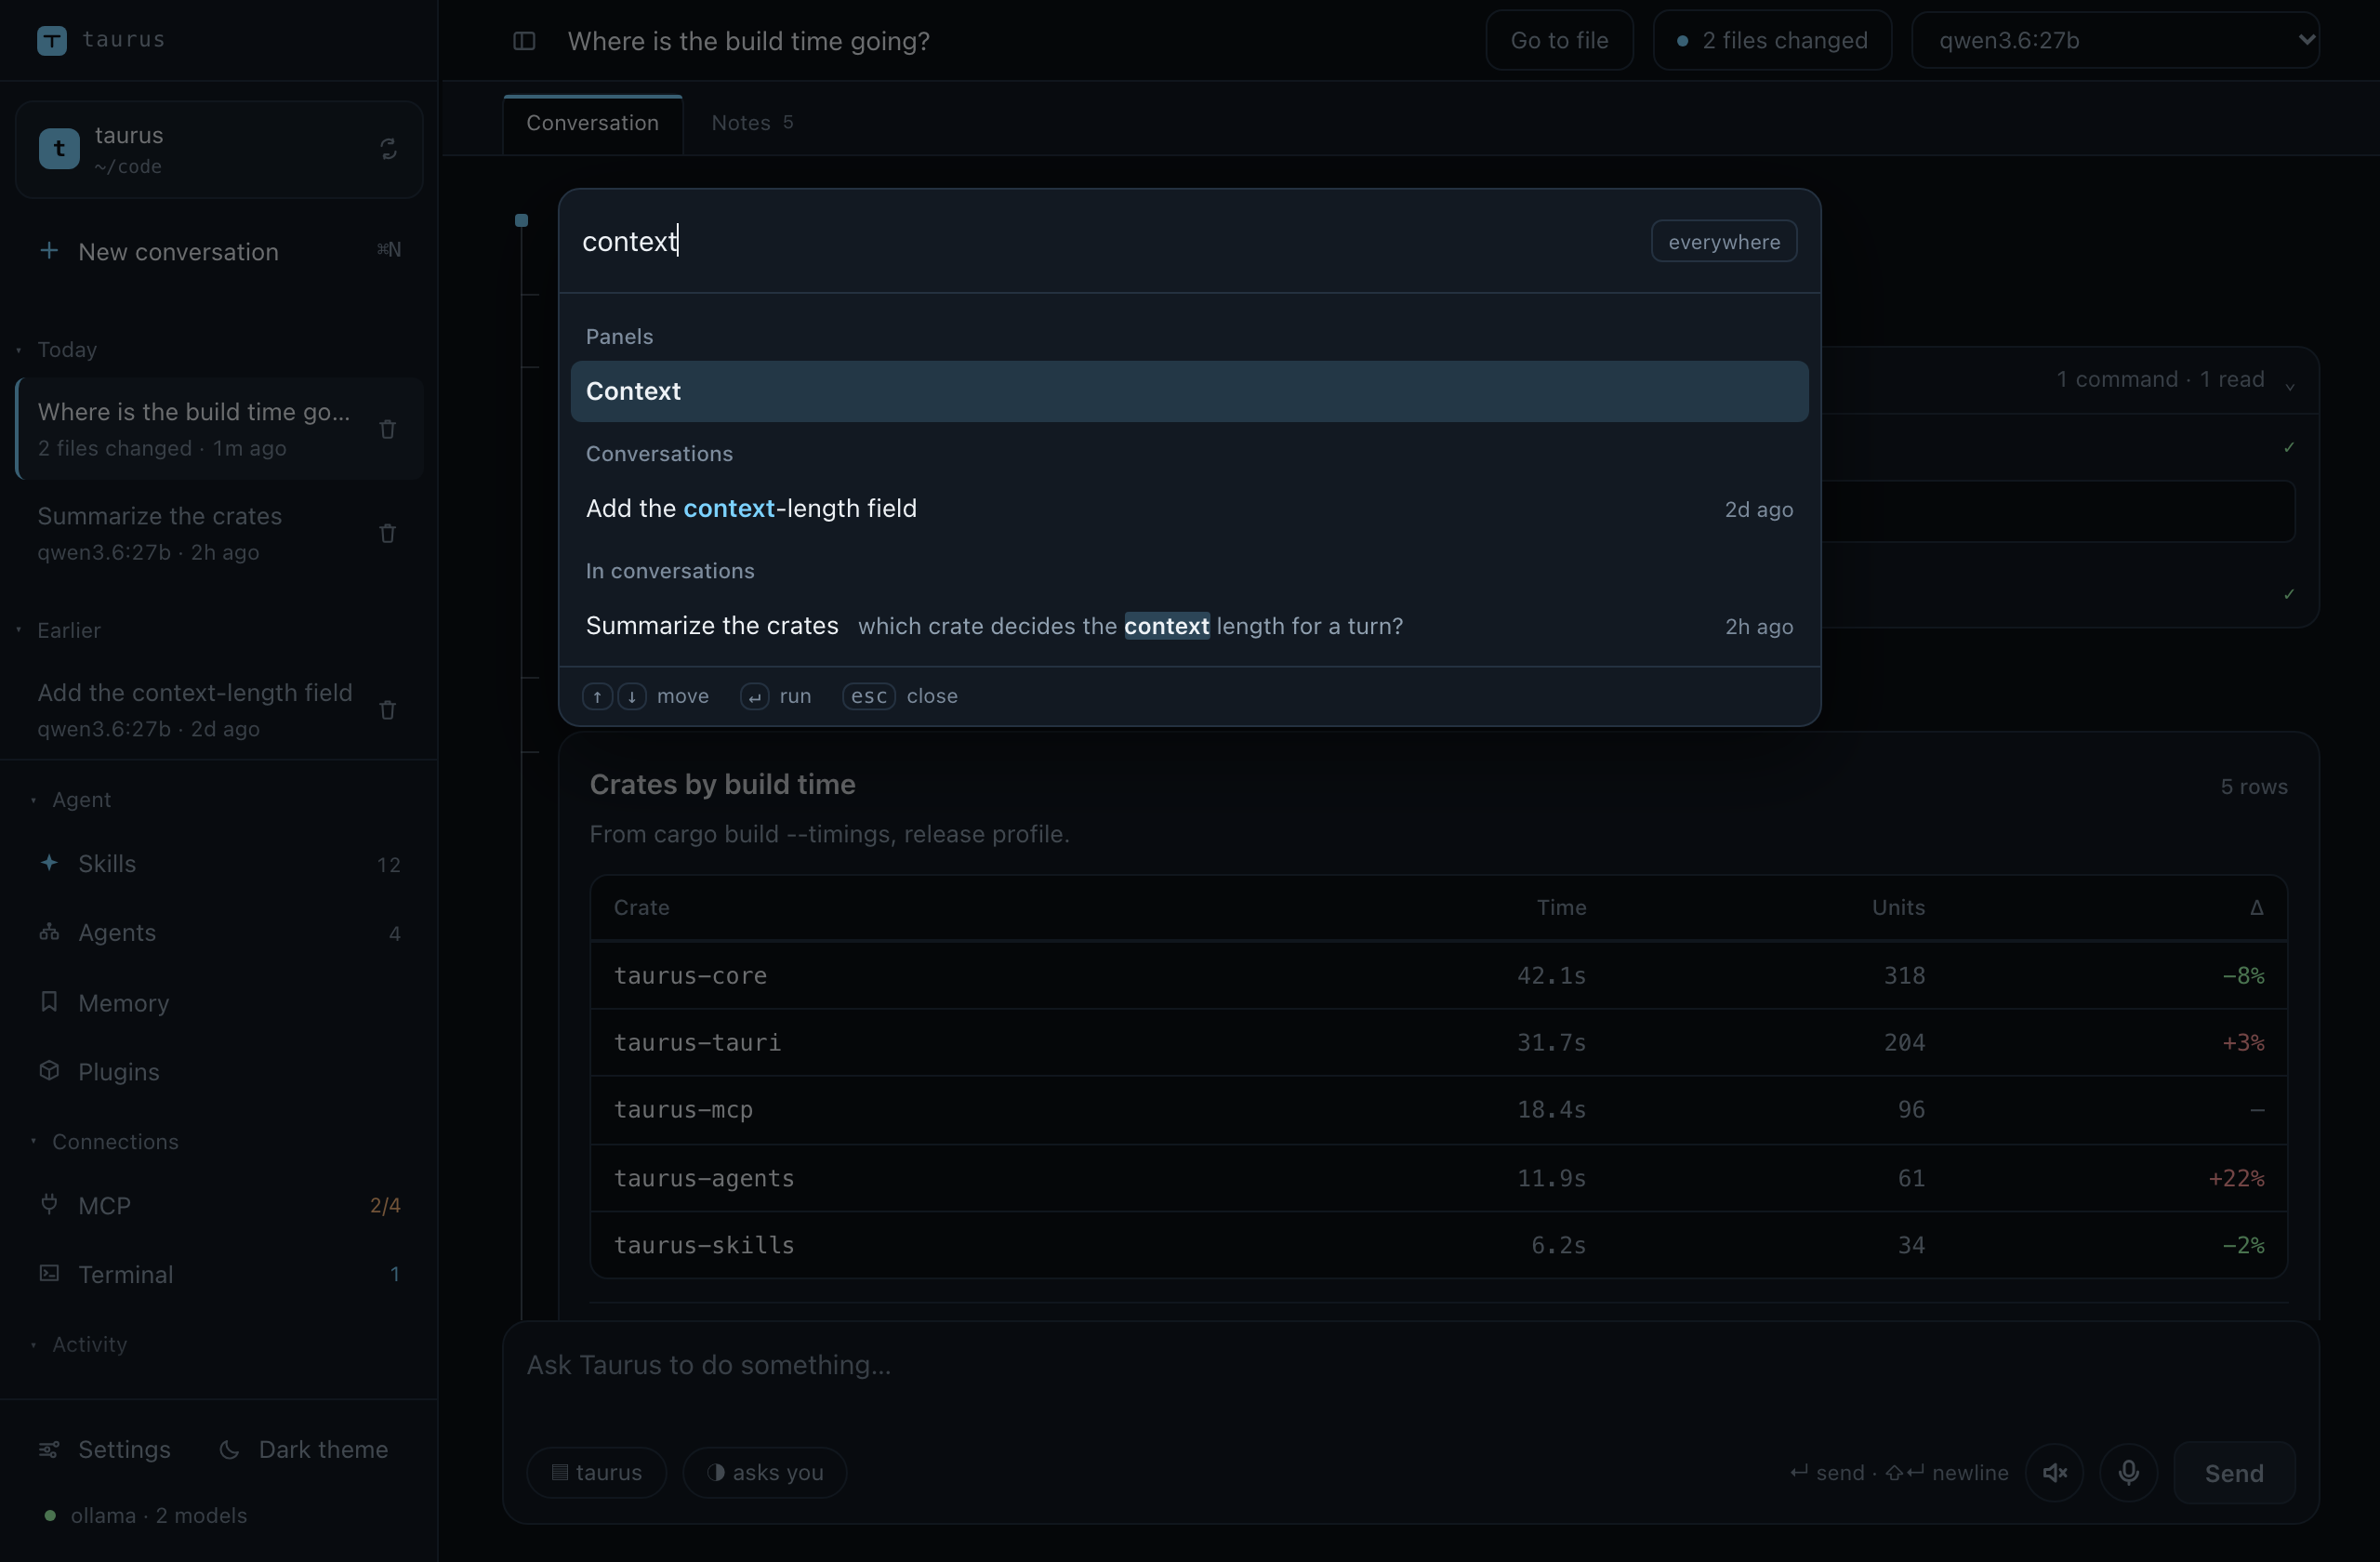 taurus
Where is the build time going?
Go to file
2 files changed
qwen3.6:27b
t
taurus
~/code
New conversation ⌘N
Today
Where is the build time go...
2 files changed · 1m ago
Summarize the crates
qwen3.6:27b · 2h ago
Earlier
Add the context-length field
qwen3.6:27b · 2d ago
Agent
Skills 12
Agents 4
Memory
Plugins
Connections
MCP 2/4
Terminal 1
Activity
Settings
Dark theme
ollama · 2 models
Conversation
Notes 5
context
everywhere
Panels
Context
Conversations
Add the context-length field 2d ago
In conversations
Summarize the crates which crate decides the context length for a turn? 2h ago
↑ ↓ move ↵ run esc close
1 command · 1 read
Crates by build time 5 rows
From cargo build --timings, release profile.
Crate Time Units Δ
taurus-core 42.1s 318 −8%
taurus-tauri 31.7s 204 +3%
taurus-mcp 18.4s 96 —
taurus-agents 11.9s 61 +22%
taurus-skills 6.2s 34 −2%
Ask Taurus to do something...
taurus
asks you
↵ send · ⇧↵ newline
Send